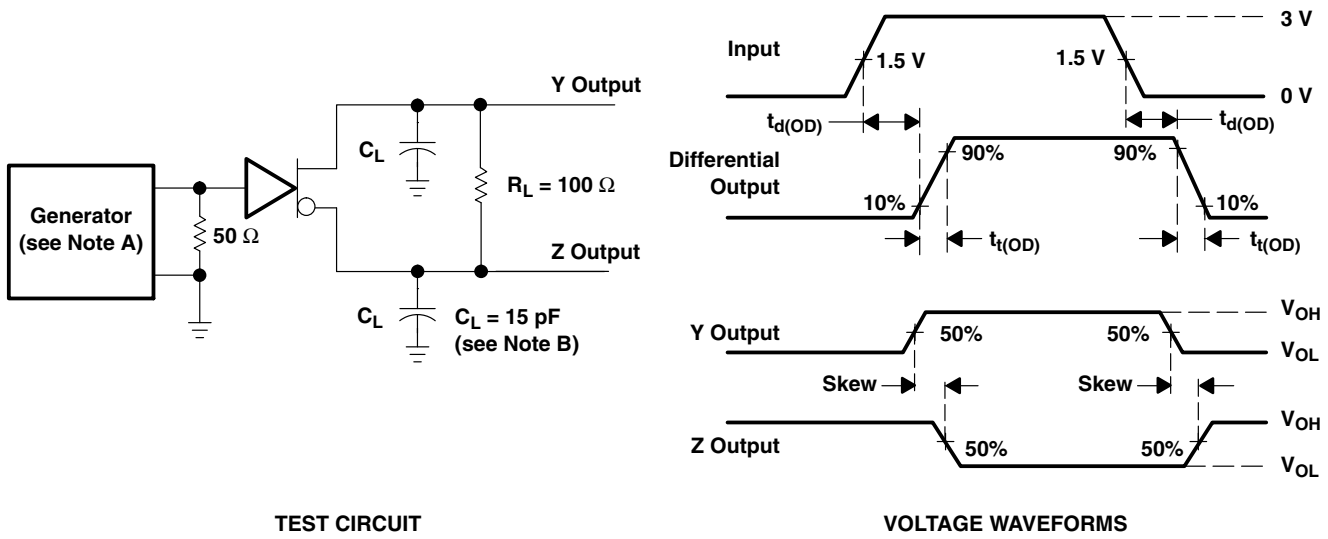 Y Output
C_L
R_L = 100 Ω
Generator
(see Note A)
50 Ω
Z Output
C_L
C_L = 15 pF
(see Note B)
TEST CIRCUIT
3 V
Input
1.5 V
1.5 V
0 V
t_d(OD)
t_d(OD)
Differential
Output
90%
90%
10%
10%
t_t(OD)
t_t(OD)
V_OH
Y Output
50%
50%
V_OL
Skew
Skew
V_OH
Z Output
50%
50%
V_OL
VOLTAGE WAVEFORMS